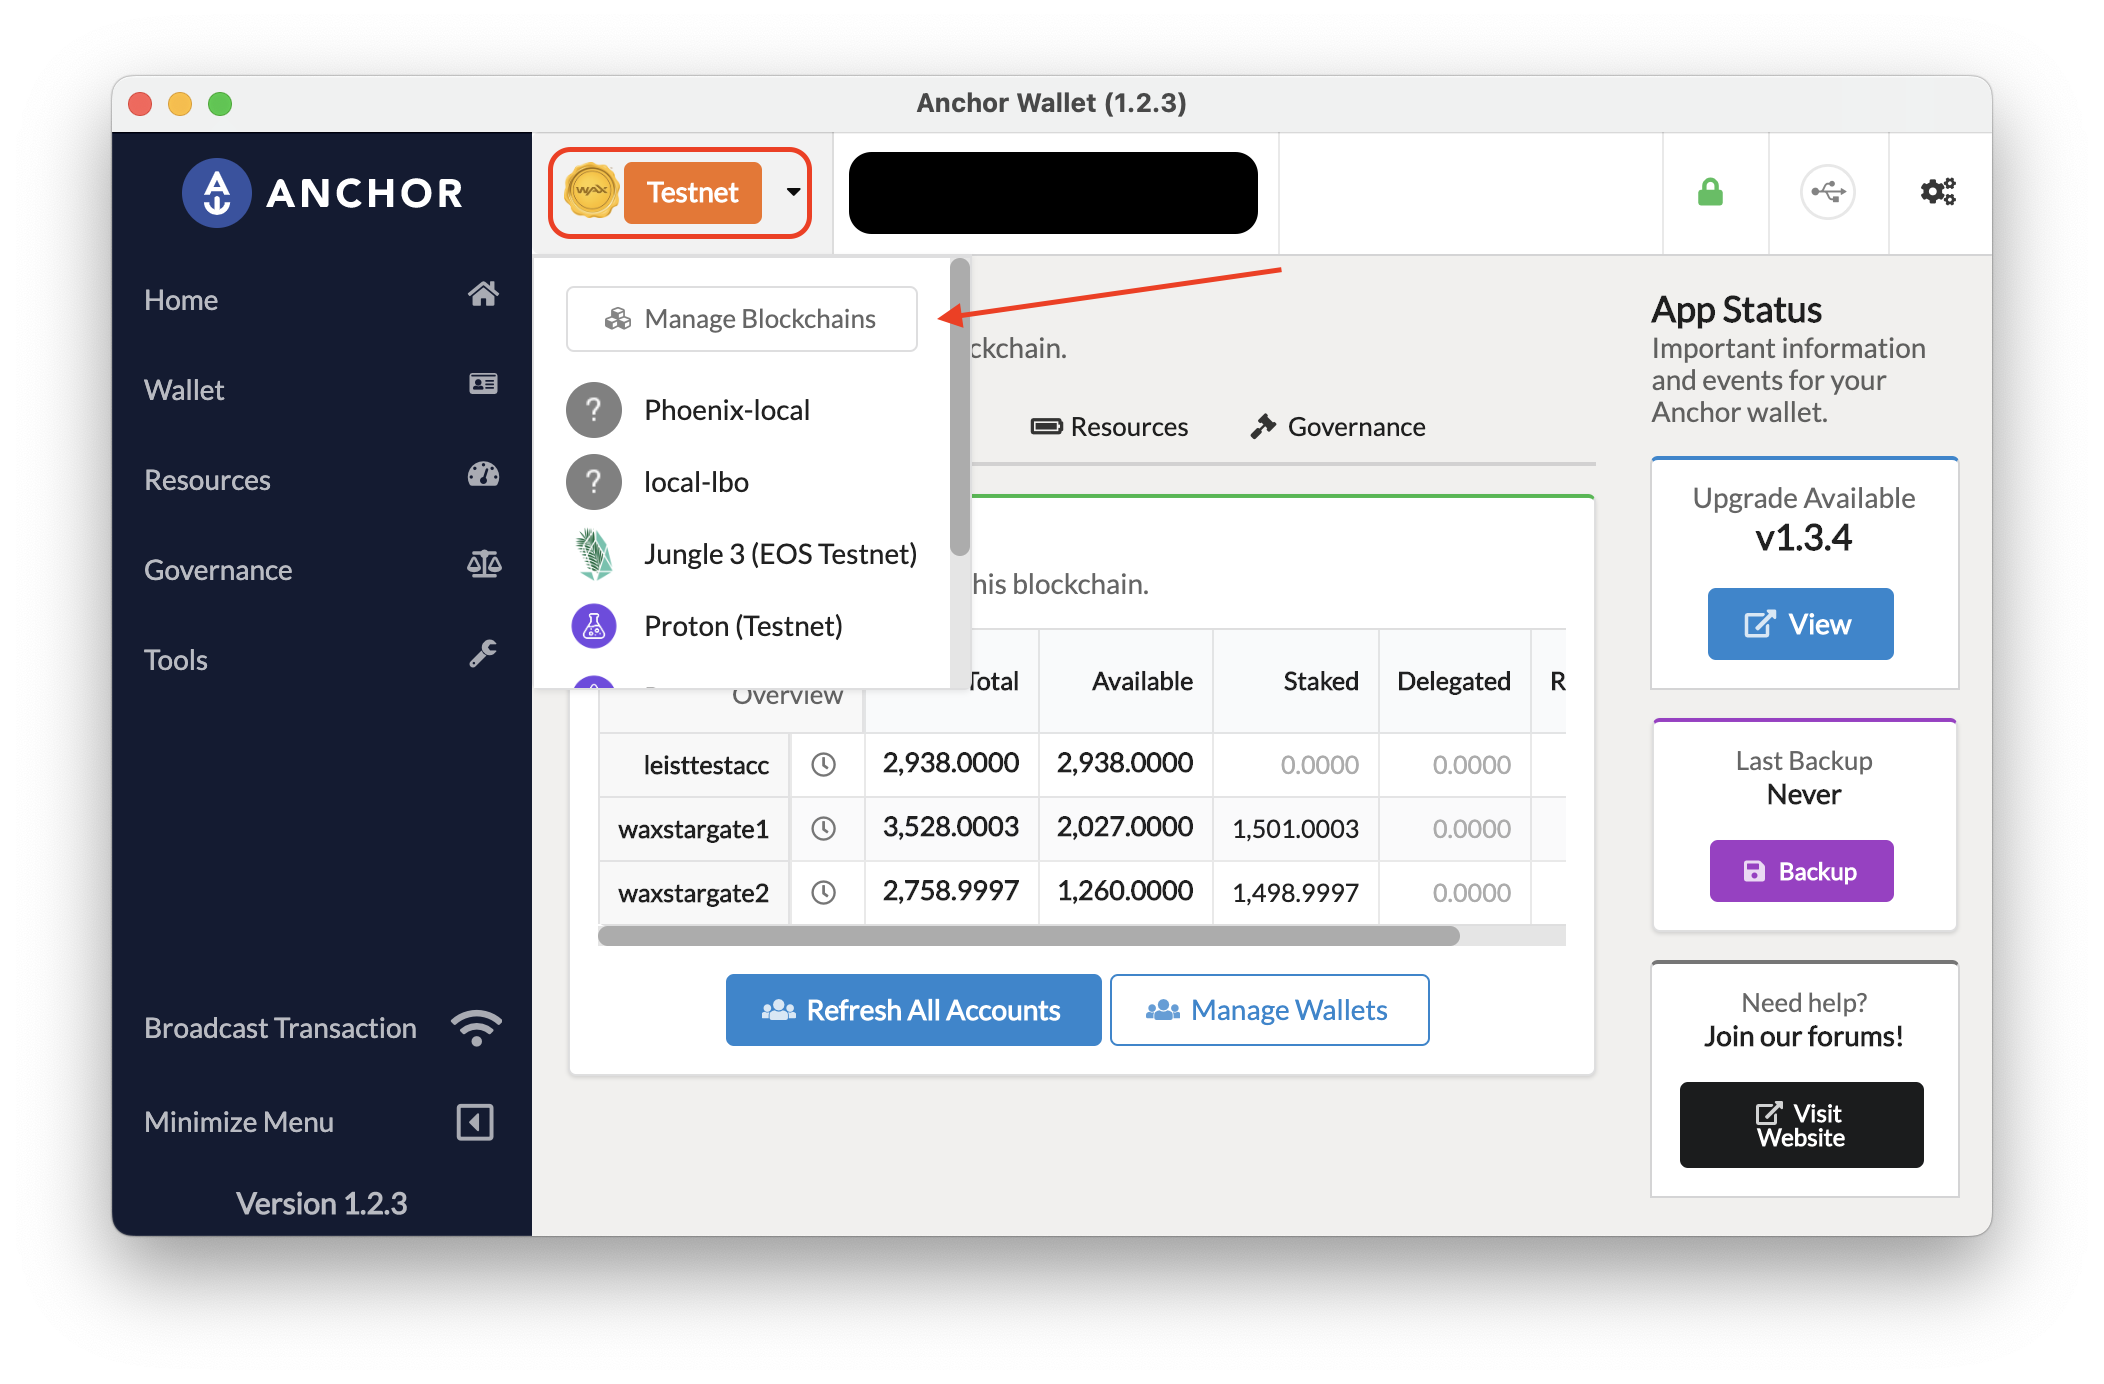 Anchor Wallet (1.2.3)
ANCHOR
Home
Wallet
Resources
Governance
Tools
Broadcast Transaction
Minimize Menu
Version 1.2.3
WAX
Testnet
Manage Blockchains
? Phoenix-local
? local-lbo
Jungle 3 (EOS Testnet)
Proton (Testnet)
ckchain.
Resources
Governance
his blockchain.
Overview Total Available Staked Delegated R
leisttestacc 2,938.0000 2,938.0000 0.0000 0.0000
waxstargate1 3,528.0003 2,027.0000 1,501.0003 0.0000
waxstargate2 2,758.9997 1,260.0000 1,498.9997 0.0000
Refresh All Accounts
Manage Wallets
App Status
Important information
and events for your
Anchor wallet.
Upgrade Available
v1.3.4
View
Last Backup
Never
Backup
Need help?
Join our forums!
Visit
Website